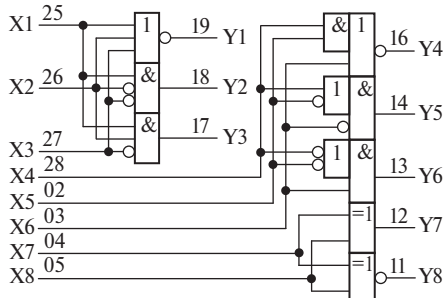 X1 25 1 19 Y1 & 1 16 Y4
X2 26 & 18 Y2 1 & 14 Y5
& 17 Y3
X3 27 1 & 13 Y6
X4 28
X5 02
X6 03 =1 12 Y7
X7 04
X8 05 =1 11 Y8